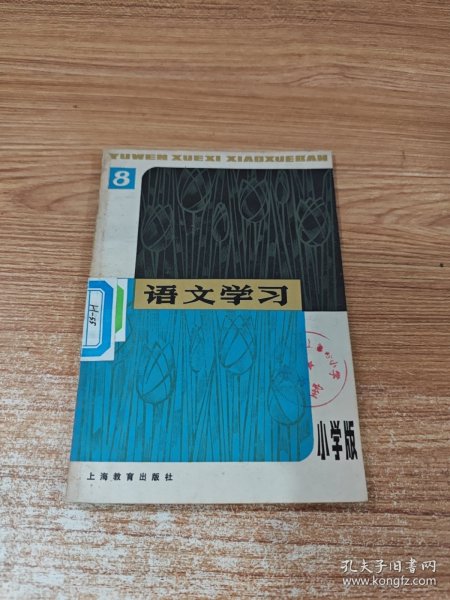 YUWEN XUEXI XIAOXUEBAN
8
语文学习
小学版
上海教育出版社
孔夫子旧书网
www.kongfz.com